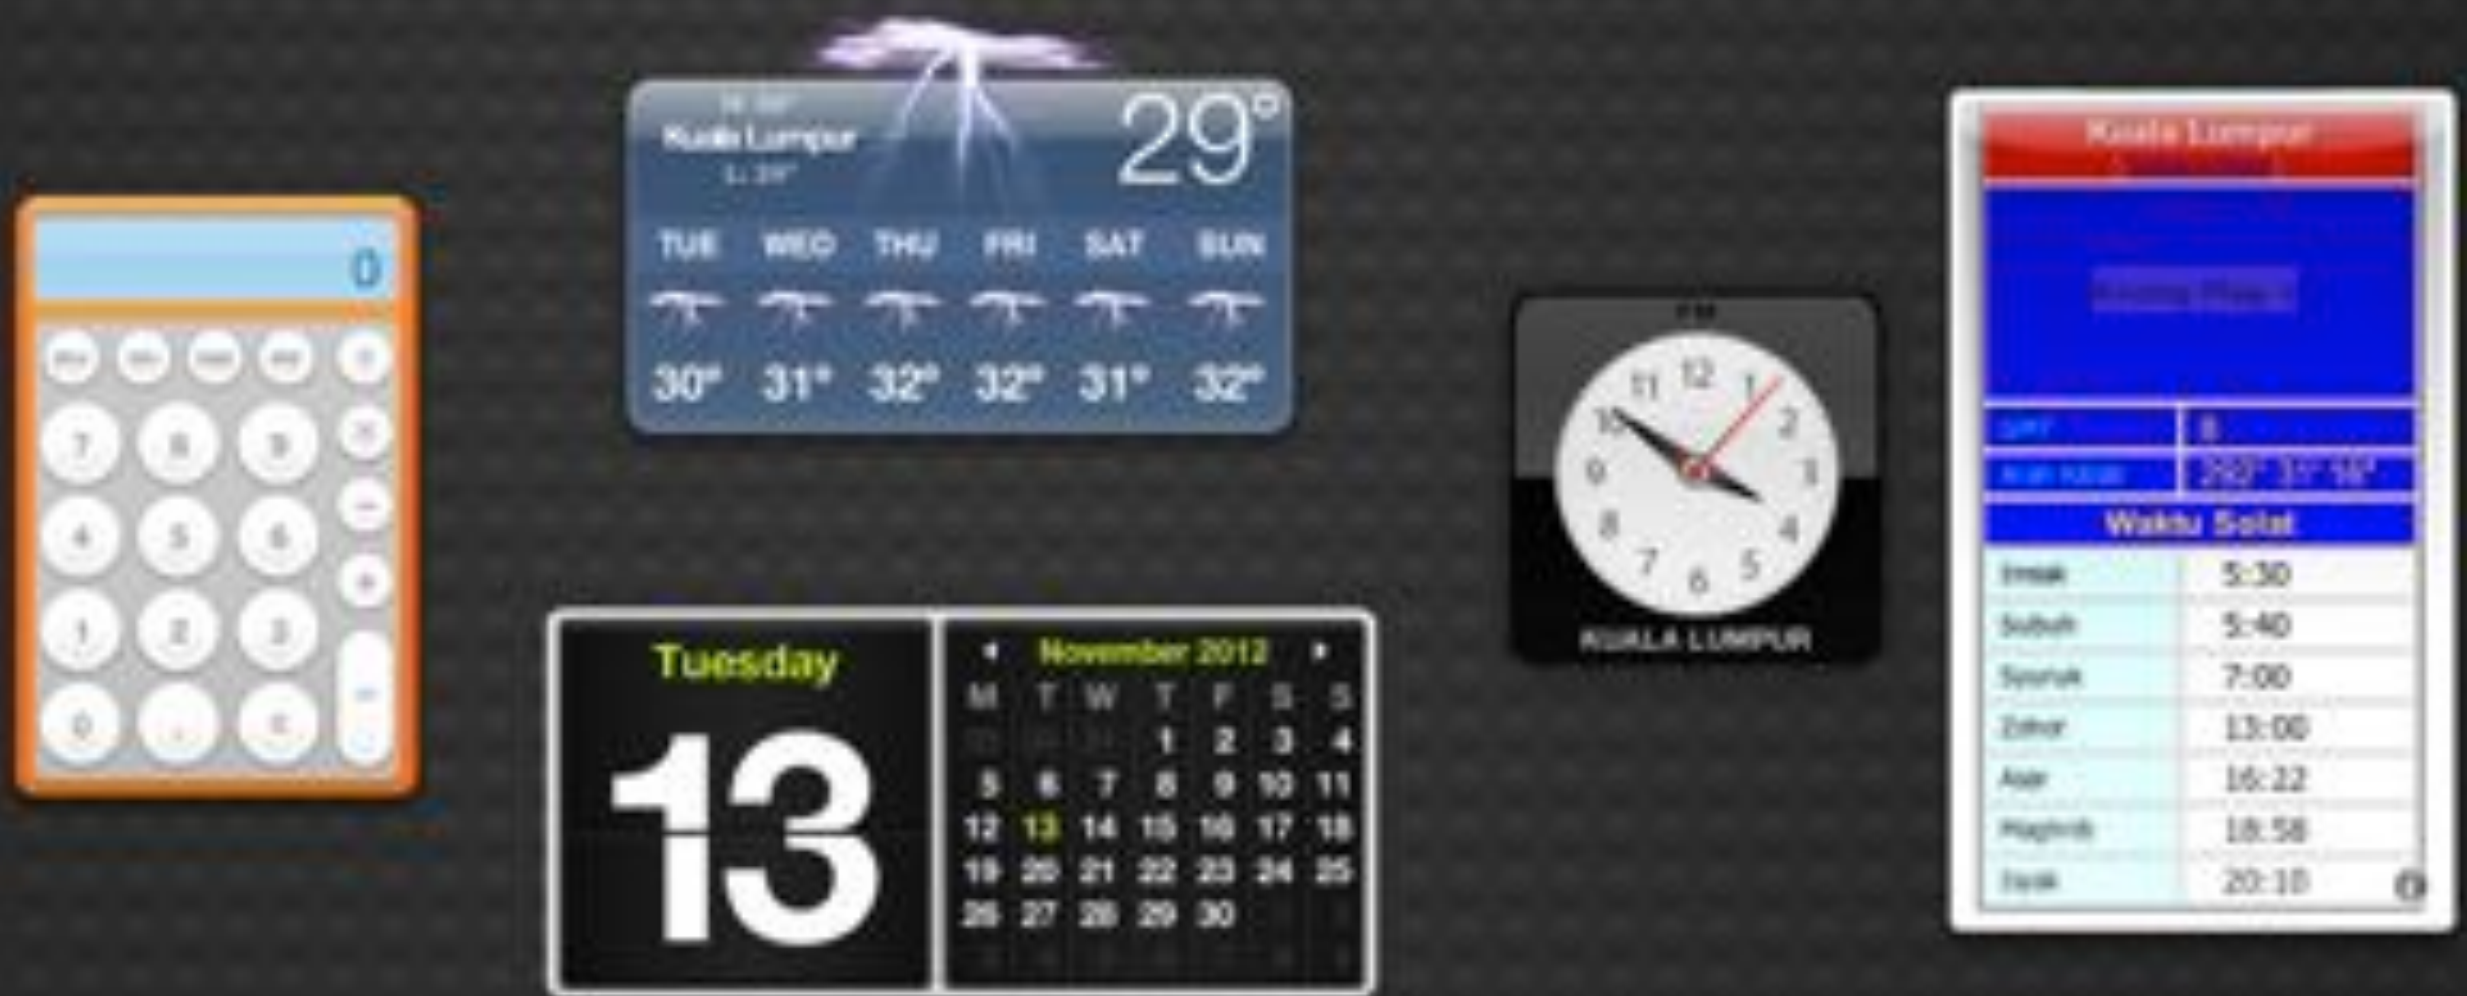 0
7 8 9
4 5 6
1 2 3
0 . c
Kuala Lumpur
29°
TUE WED THU FRI SAT SUN
30° 31° 32° 32° 31° 32°
Tuesday
13
November 2012
M T W T F S S
1 2 3 4
5 6 7 8 9 10 11
12 13 14 15 16 17 18
19 20 21 22 23 24 25
26 27 28 29 30
PM
11 12 1
10 2
9 3
8 4
7 6 5
KUALA LUMPUR
Kuala Lumpur
GMT 8
Waktu Solat
Imsak 5:30
Subuh 5:40
Syuruk 7:00
Zohor 13:00
Asar 16:22
Maghrib 18:58
Isyak 20:10